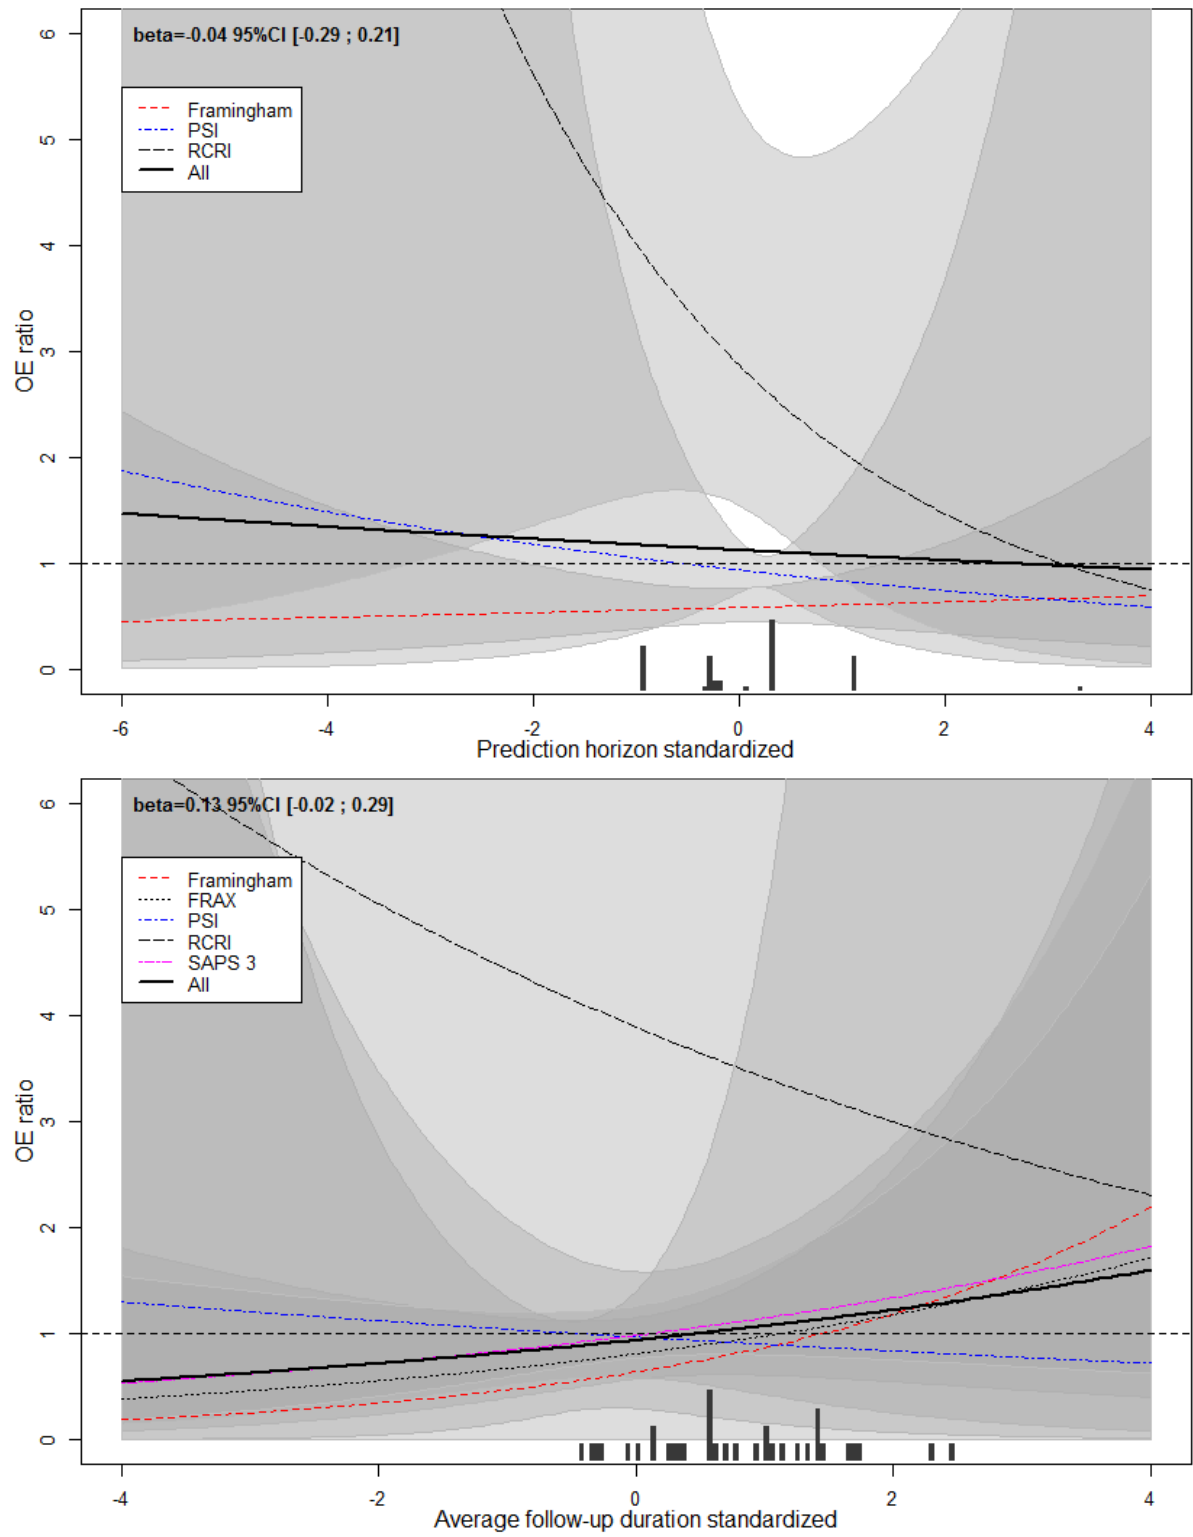 beta=-0.04 95%CI [-0.29 ; 0.21]
Framingham
PSI
RCRI
All
OE ratio
0
1
2
3
4
5
6
-6
-4
-2
0
2
4
Prediction horizon standardized
beta=0.13 95%CI [-0.02 ; 0.29]
Framingham
FRAX
PSI
RCRI
SAPS 3
All
OE ratio
0
1
2
3
4
5
6
-4
-2
0
2
4
Average follow-up duration standardized